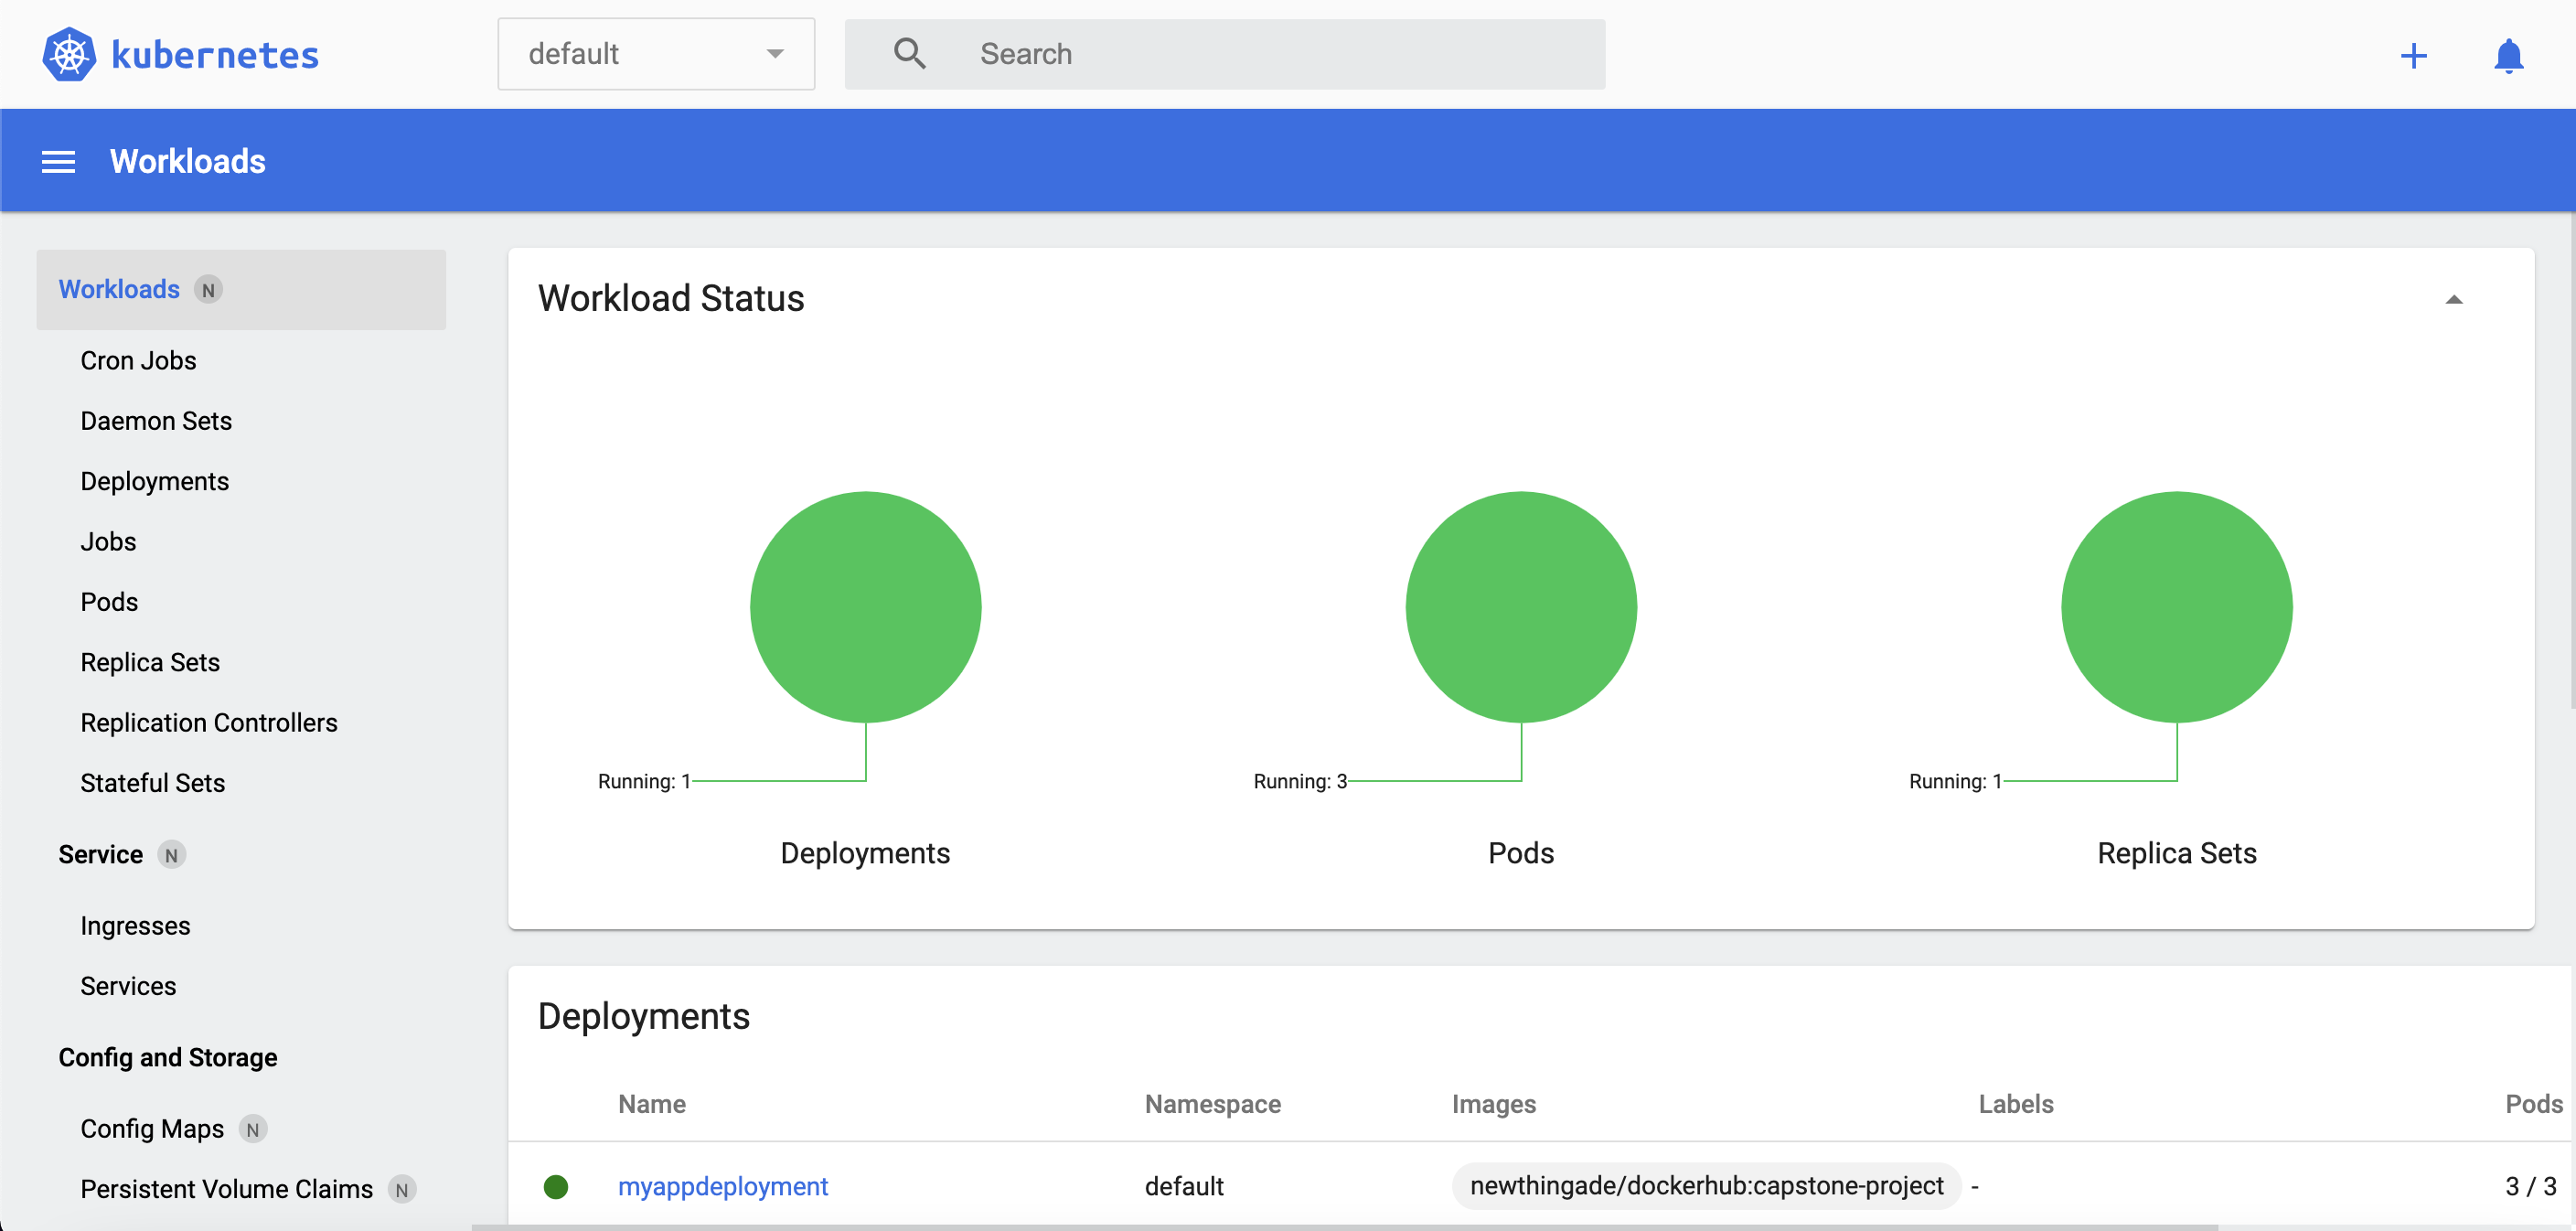 kubernetes
default
Search
Workloads
Workloads N
Cron Jobs
Daemon Sets
Deployments
Jobs
Pods
Replica Sets
Replication Controllers
Stateful Sets
Service N
Ingresses
Services
Config and Storage
Config Maps N
Persistent Volume Claims N
Workload Status
Running: 1
Deployments
Running: 3
Pods
Running: 1
Replica Sets
Deployments
Name Namespace Images Labels Pods
myappdeployment default newthingade/dockerhub:capstone-project - 3 / 3